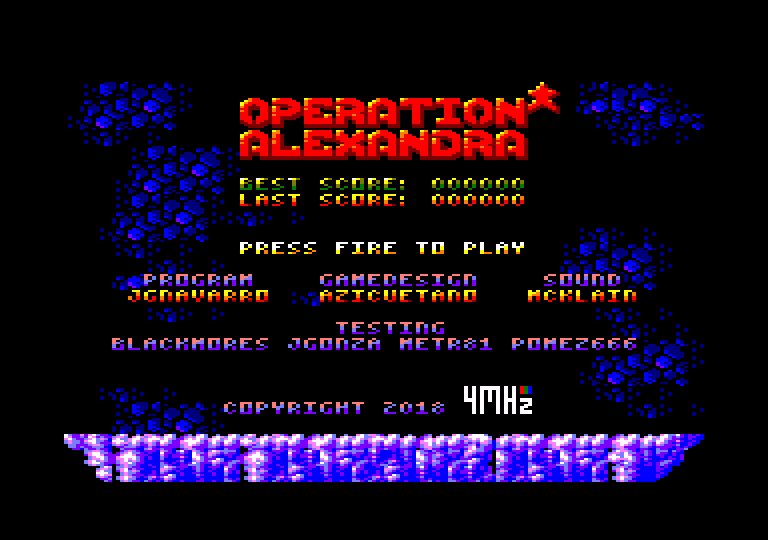 OPERATION
ALEXANDRA
BEST SCORE: 000000
LAST SCORE: 000000
PRESS FIRE TO PLAY
PROGRAM GAMEDESIGN SOUND
JGNAVARRO AZICUETANO MCKLAIN
TESTING
BLACKMORES JGONZA METR81 POMEZ666
COPYRIGHT 2018 4MHz